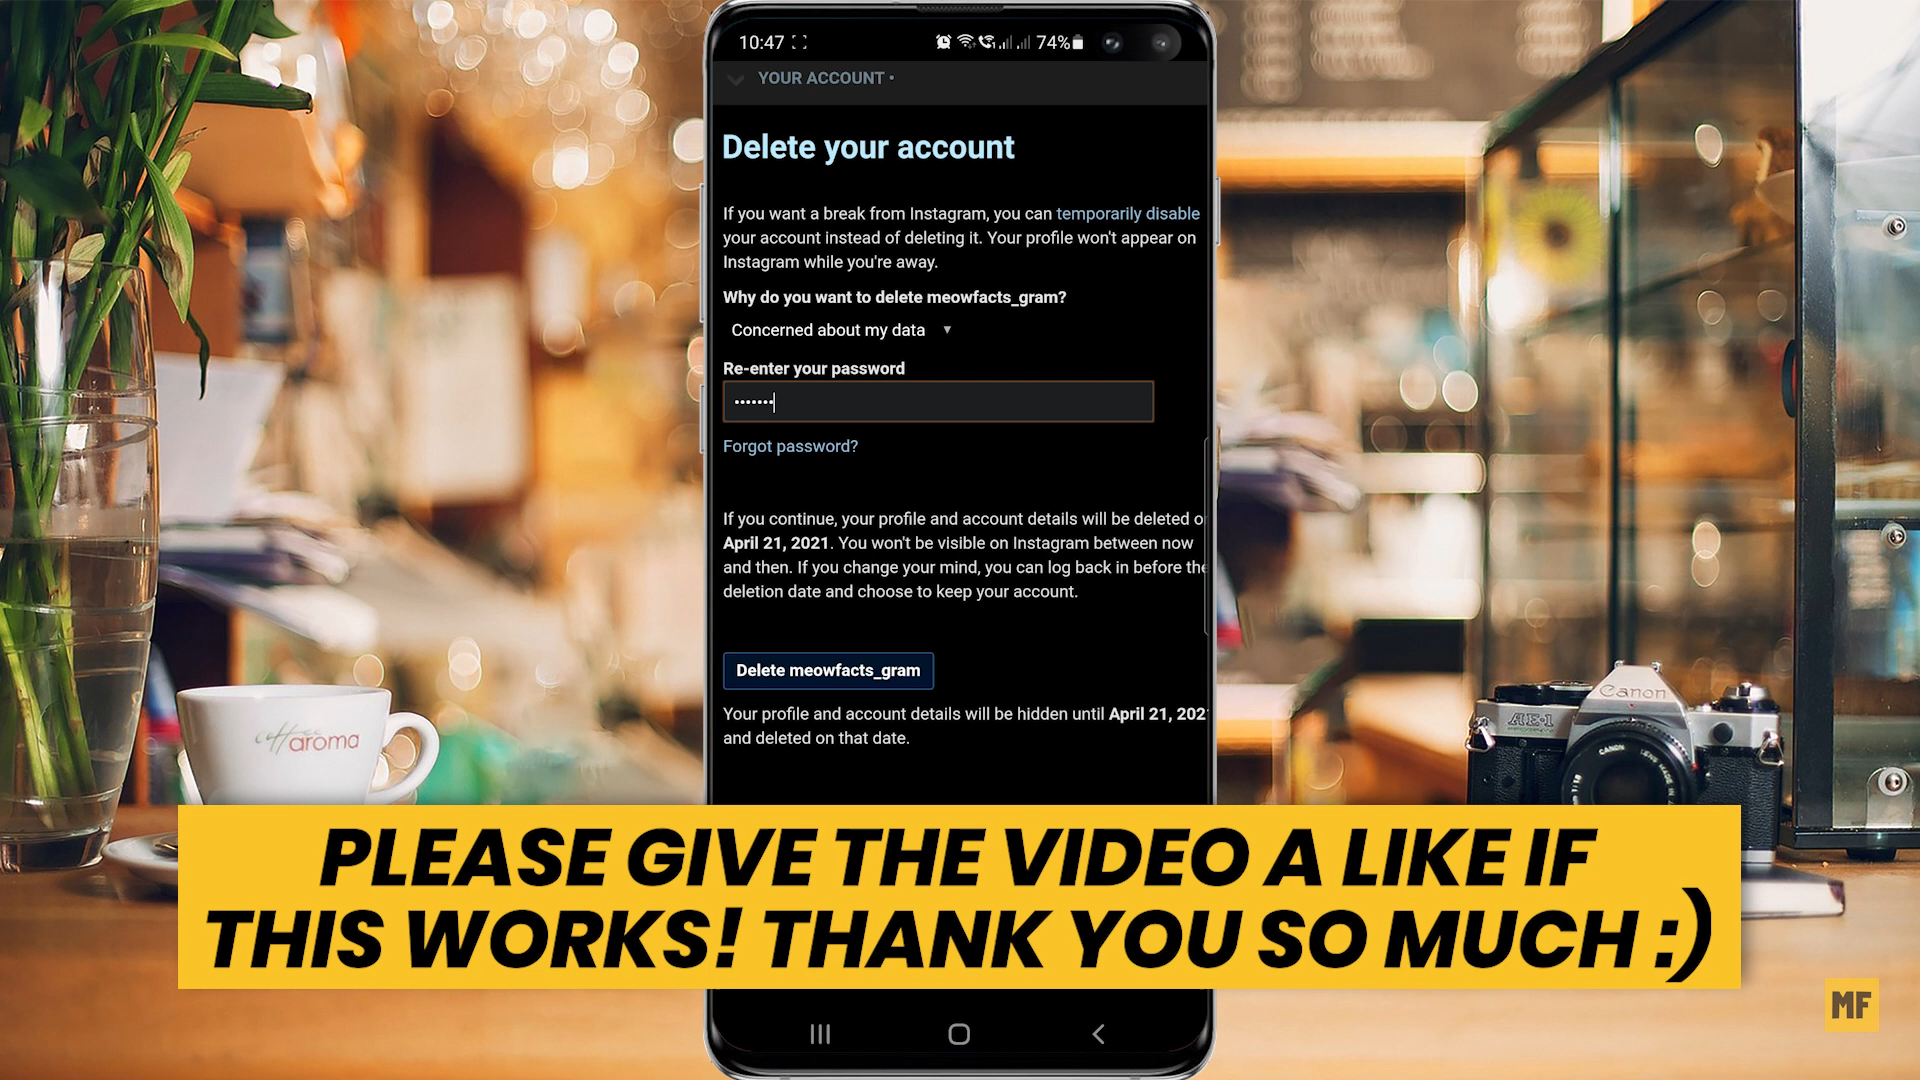 10:47 74%
YOUR ACCOUNT •
Delete your account
If you want a break from Instagram, you can temporarily disable
your account instead of deleting it. Your profile won't appear on
Instagram while you're away.
Why do you want to delete meowfacts_gram?
Concerned about my data
Re-enter your password
Forgot password?
If you continue, your profile and account details will be deleted o
April 21, 2021. You won't be visible on Instagram between now
and then. If you change your mind, you can log back in before the
deletion date and choose to keep your account.
Delete meowfacts_gram
Your profile and account details will be hidden until April 21, 202
and deleted on that date.
aroma
Canon
AE-1
PLEASE GIVE THE VIDEO A LIKE IF
THIS WORKS! THANK YOU SO MUCH :)
MF